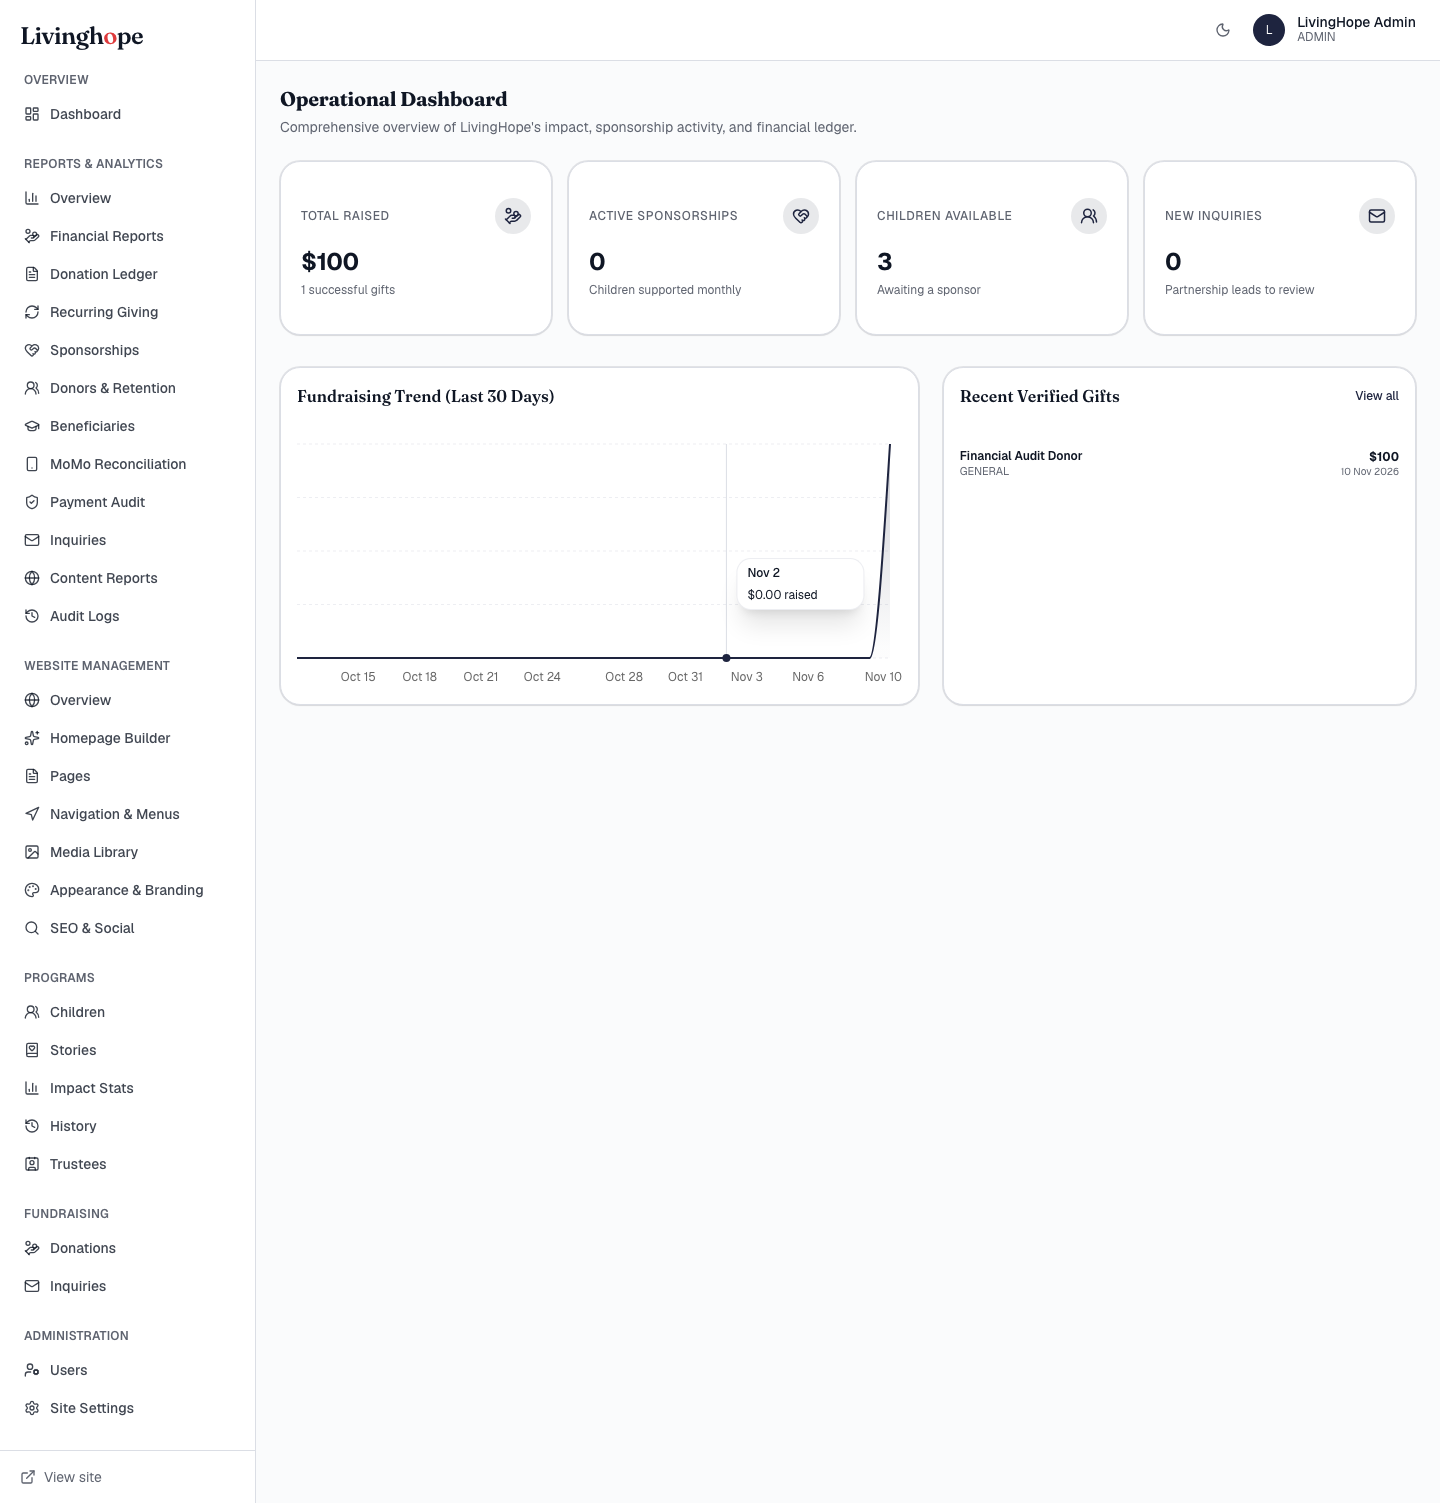 Livinghope
OVERVIEW
Dashboard
REPORTS & ANALYTICS
Overview
Financial Reports
Donation Ledger
Recurring Giving
Sponsorships
Donors & Retention
Beneficiaries
MoMo Reconciliation
Payment Audit
Inquiries
Content Reports
Audit Logs
WEBSITE MANAGEMENT
Overview
Homepage Builder
Pages
Navigation & Menus
Media Library
Appearance & Branding
SEO & Social
PROGRAMS
Children
Stories
Impact Stats
History
Trustees
FUNDRAISING
Donations
Inquiries
ADMINISTRATION
Users
Site Settings
View site
L
LivingHope Admin
ADMIN
Operational Dashboard
Comprehensive overview of LivingHope's impact, sponsorship activity, and financial ledger.
TOTAL RAISED
$100
1 successful gifts
ACTIVE SPONSORSHIPS
0
Children supported monthly
CHILDREN AVAILABLE
3
Awaiting a sponsor
NEW INQUIRIES
0
Partnership leads to review
Fundraising Trend (Last 30 Days)
Nov 2
$0.00 raised
Oct 15 Oct 18 Oct 21 Oct 24 Oct 28 Oct 31 Nov 3 Nov 6 Nov 10
Recent Verified Gifts View all
Financial Audit Donor $100
GENERAL 10 Nov 2026